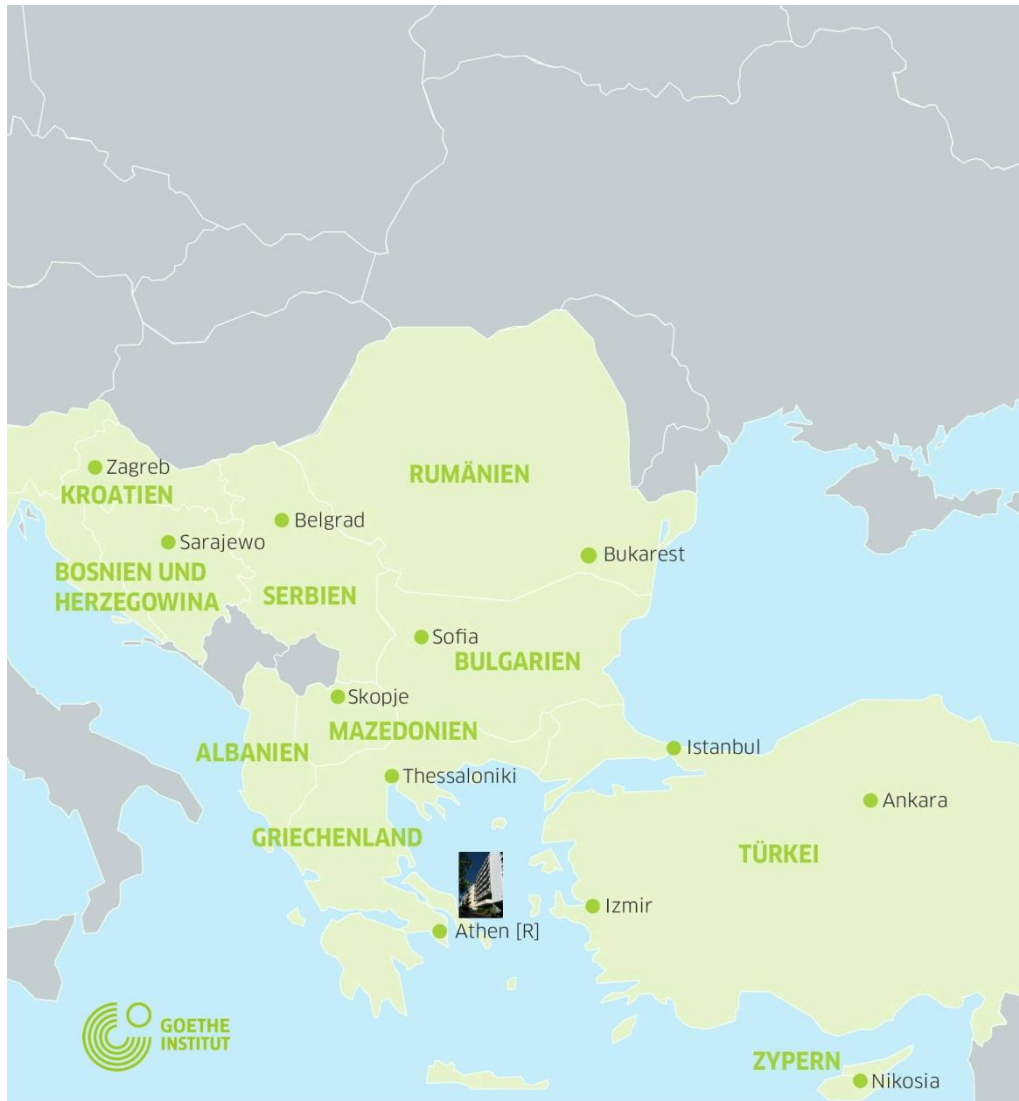 RUMÄNIEN
Zagreb
KROATIEN
Belgrad
Sarajewo
Bukarest
BOSNIEN UND
HERZEGOWINA
SERBIEN
Sofia
BULGARIEN
Skopje
MAZEDONIEN
ALBANIEN
Istanbul
Thessaloniki
Ankara
GRIECHENLAND
TÜRKEI
Izmir
Athen [R]
GOETHE
INSTITUT
ZYPERN
Nikosia